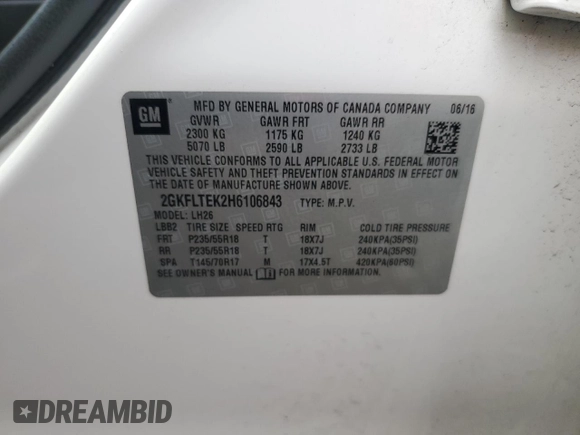 GM
MFD BY GENERAL MOTORS OF CANADA COMPANY 06/16
GVWR GAWR FRT GAWR RR
2300 KG 1175 KG 1240 KG
5070 LB 2590 LB 2733 LB
THIS VEHICLE CONFORMS TO ALL APPLICABLE U.S. FEDERAL MOTOR
VEHICLE SAFETY AND THEFT PREVENTION STANDARDS IN EFFECT ON
THE DATE OF MANUFACTURE SHOWN ABOVE.
2GKFLTEK2H6106843 TYPE: M.P.V.
MODEL: LH26
LBB2 TIRE SIZE SPEED RTG RIM COLD TIRE PRESSURE
FRT P235/55R18 T 18X7J 240KPA(35PSI)
RR P235/55R18 T 18X7J 240KPA(35PSI)
SPA T145/70R17 M 17X4.5T 420KPA(60PSI)
SEE OWNER'S MANUAL FOR MORE INFORMATION.
DREAMBID